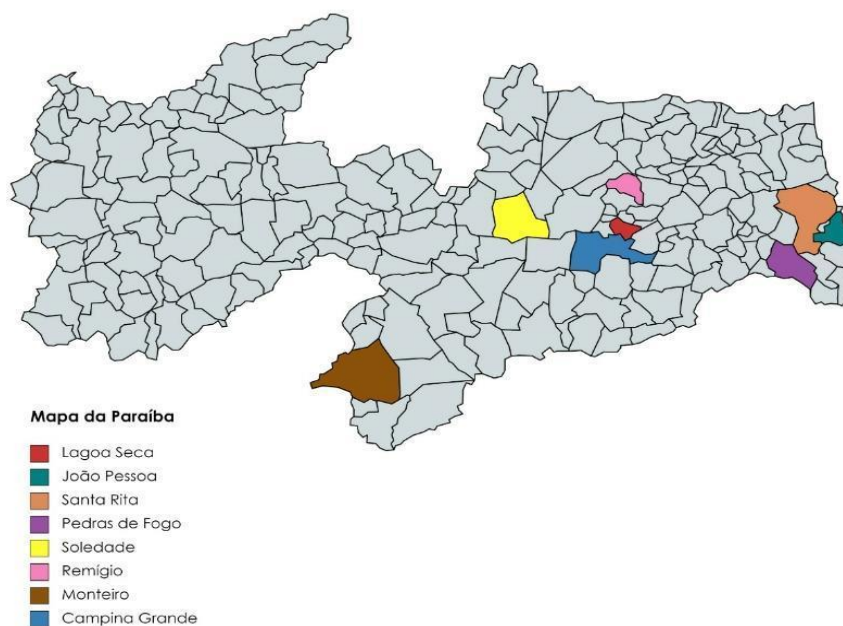 Mapa da Paraíba
Lagoa Seca
João Pessoa
Santa Rita
Pedras de Fogo
Soledade
Remígio
Monteiro
Campina Grande